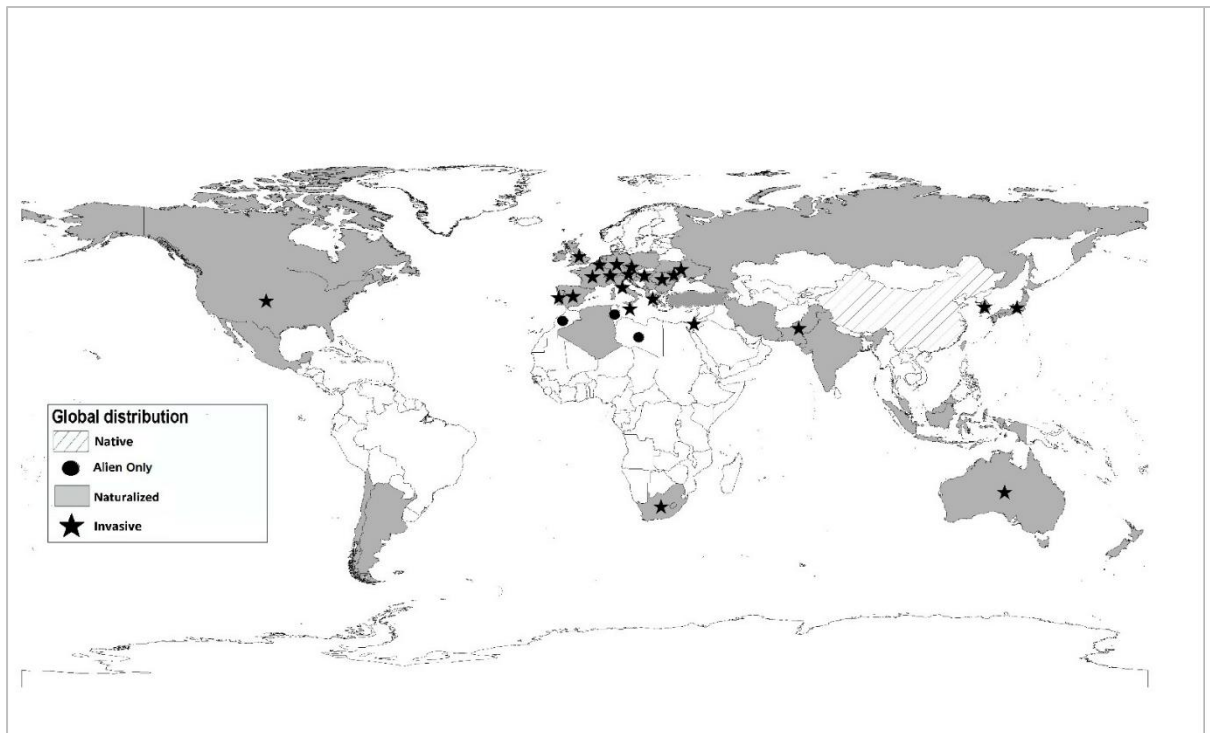 Global distribution
Native
Alien Only
Naturalized
Invasive